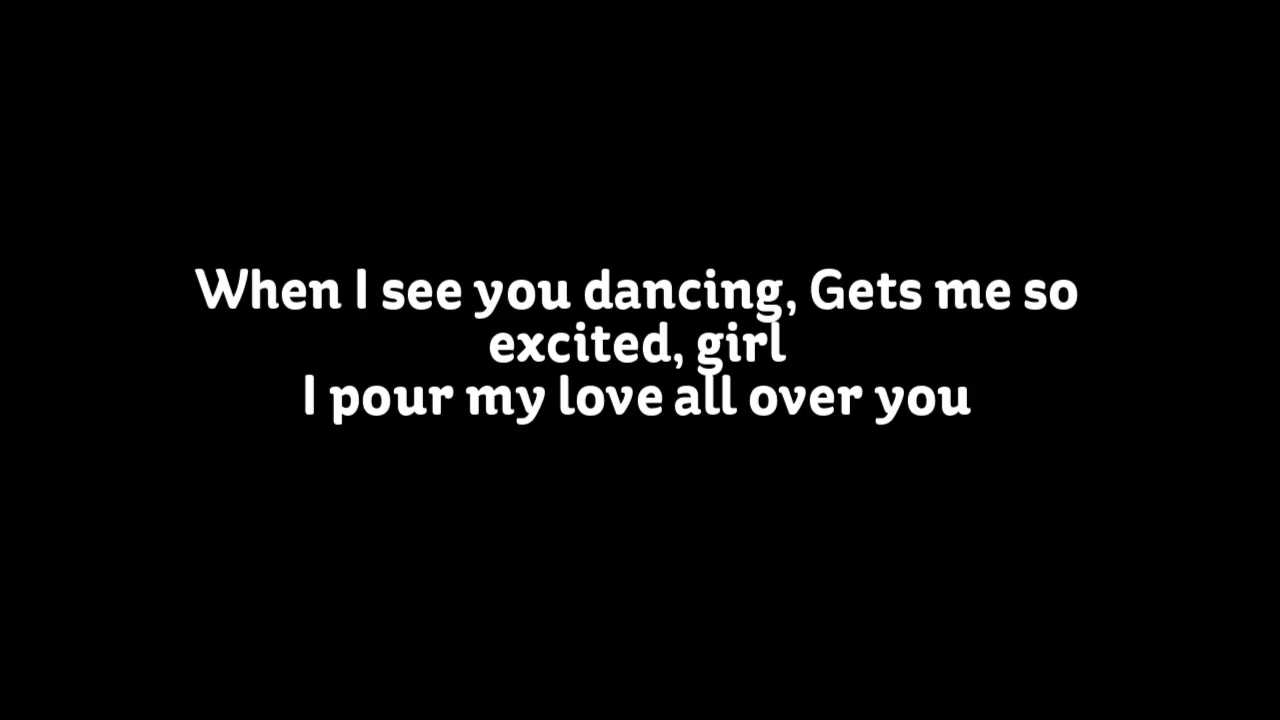 When I see you dancing, Gets me so
excited, girl
I pour my love all over you